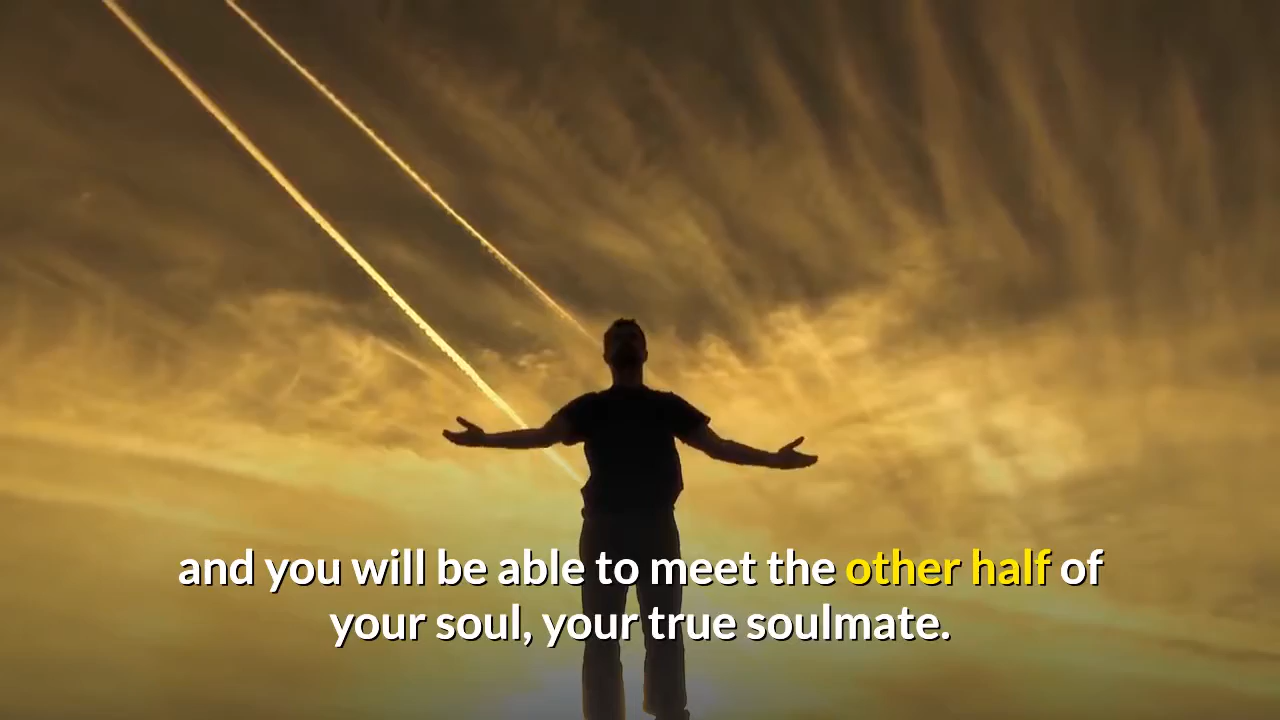 and you will be able to meet the other half of
your soul, your true soulmate.